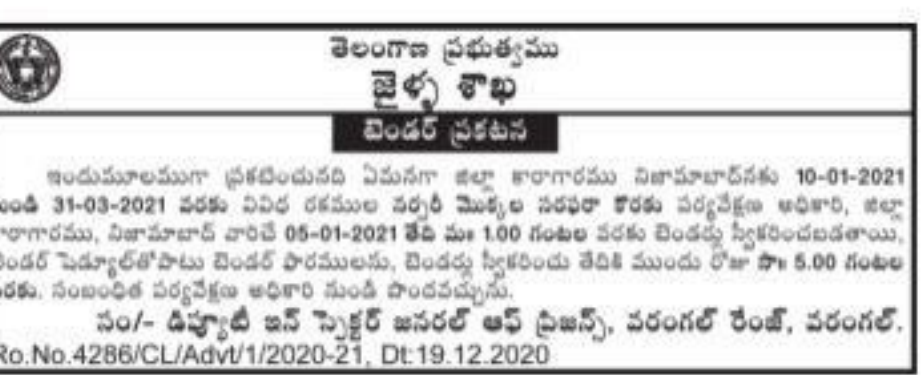 తెలంగాణ ప్రభుత్వము
జైళ్ళ శాఖ
టెండర్ ప్రకటన
ఇందుమూలముగా ప్రకటించునది ఏమనగా జిల్లా కారాగారము నిజామాబాద్‌నకు 10-01-2021
నుండి 31-03-2021 వరకు వివిధ రకముల నర్సరీ మొక్కల సరఫరా కొరకు పర్యవేక్షణ అధికారి, జిల్లా
కారాగారము, నిజామాబాద్ వారిచే 05-01-2021 తేది మః 1.00 గంటల వరకు టెండర్లు స్వీకరించబడతాయి,
టెండర్ షెడ్యూల్‌తోపాటు టెండర్ ఫారములను, టెండర్లు స్వీకరించు తేదికి ముందు రోజు సాః 5.00 గంటల
వరకు. సంబంధిత పర్యవేక్షణ అధికారి నుండి పొందవచ్చును.
సం/- డిప్యూటీ ఇన్ స్పెక్టర్ జనరల్ ఆఫ్ ప్రిజన్స్, వరంగల్ రేంజ్, వరంగల్.
Ro.No.4286/CL/Advt/1/2020-21, Dt:19.12.2020